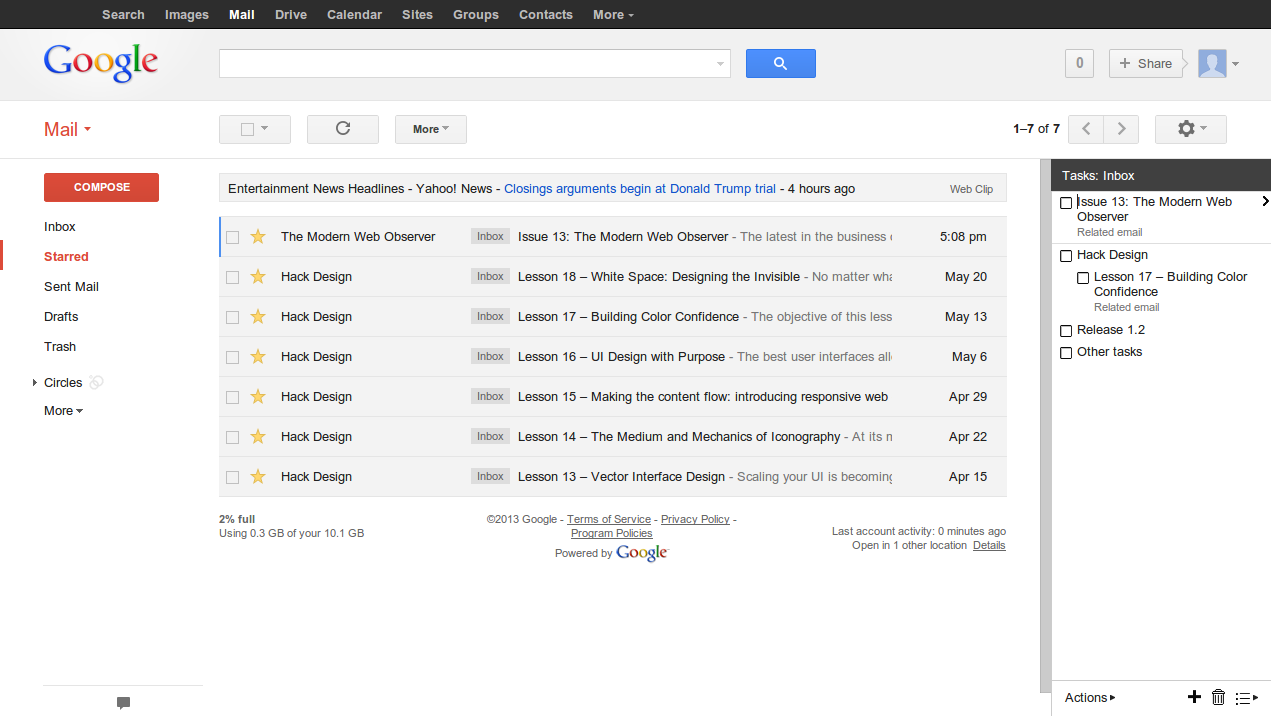 Search Images Mail Drive Calendar Sites Groups Contacts More
Google
0 + Share
Mail
More
1–7 of 7
COMPOSE
Inbox
Starred
Sent Mail
Drafts
Trash
Circles
More
Entertainment News Headlines - Yahoo! News - Closings arguments begin at Donald Trump trial - 4 hours ago Web Clip
The Modern Web Observer Inbox Issue 13: The Modern Web Observer - The latest in the business 5:08 pm
Hack Design Inbox Lesson 18 – White Space: Designing the Invisible - No matter wha May 20
Hack Design Inbox Lesson 17 – Building Color Confidence - The objective of this less May 13
Hack Design Inbox Lesson 16 – UI Design with Purpose - The best user interfaces all May 6
Hack Design Inbox Lesson 15 – Making the content flow: introducing responsive web Apr 29
Hack Design Inbox Lesson 14 – The Medium and Mechanics of Iconography - At its Apr 22
Hack Design Inbox Lesson 13 – Vector Interface Design - Scaling your UI is becoming Apr 15
2% full
Using 0.3 GB of your 10.1 GB
©2013 Google - Terms of Service - Privacy Policy -
Program Policies
Powered by Google
Last account activity: 0 minutes ago
Open in 1 other location Details
Tasks: Inbox
Issue 13: The Modern Web
Observer
Related email
Hack Design
Lesson 17 – Building Color
Confidence
Related email
Release 1.2
Other tasks
Actions